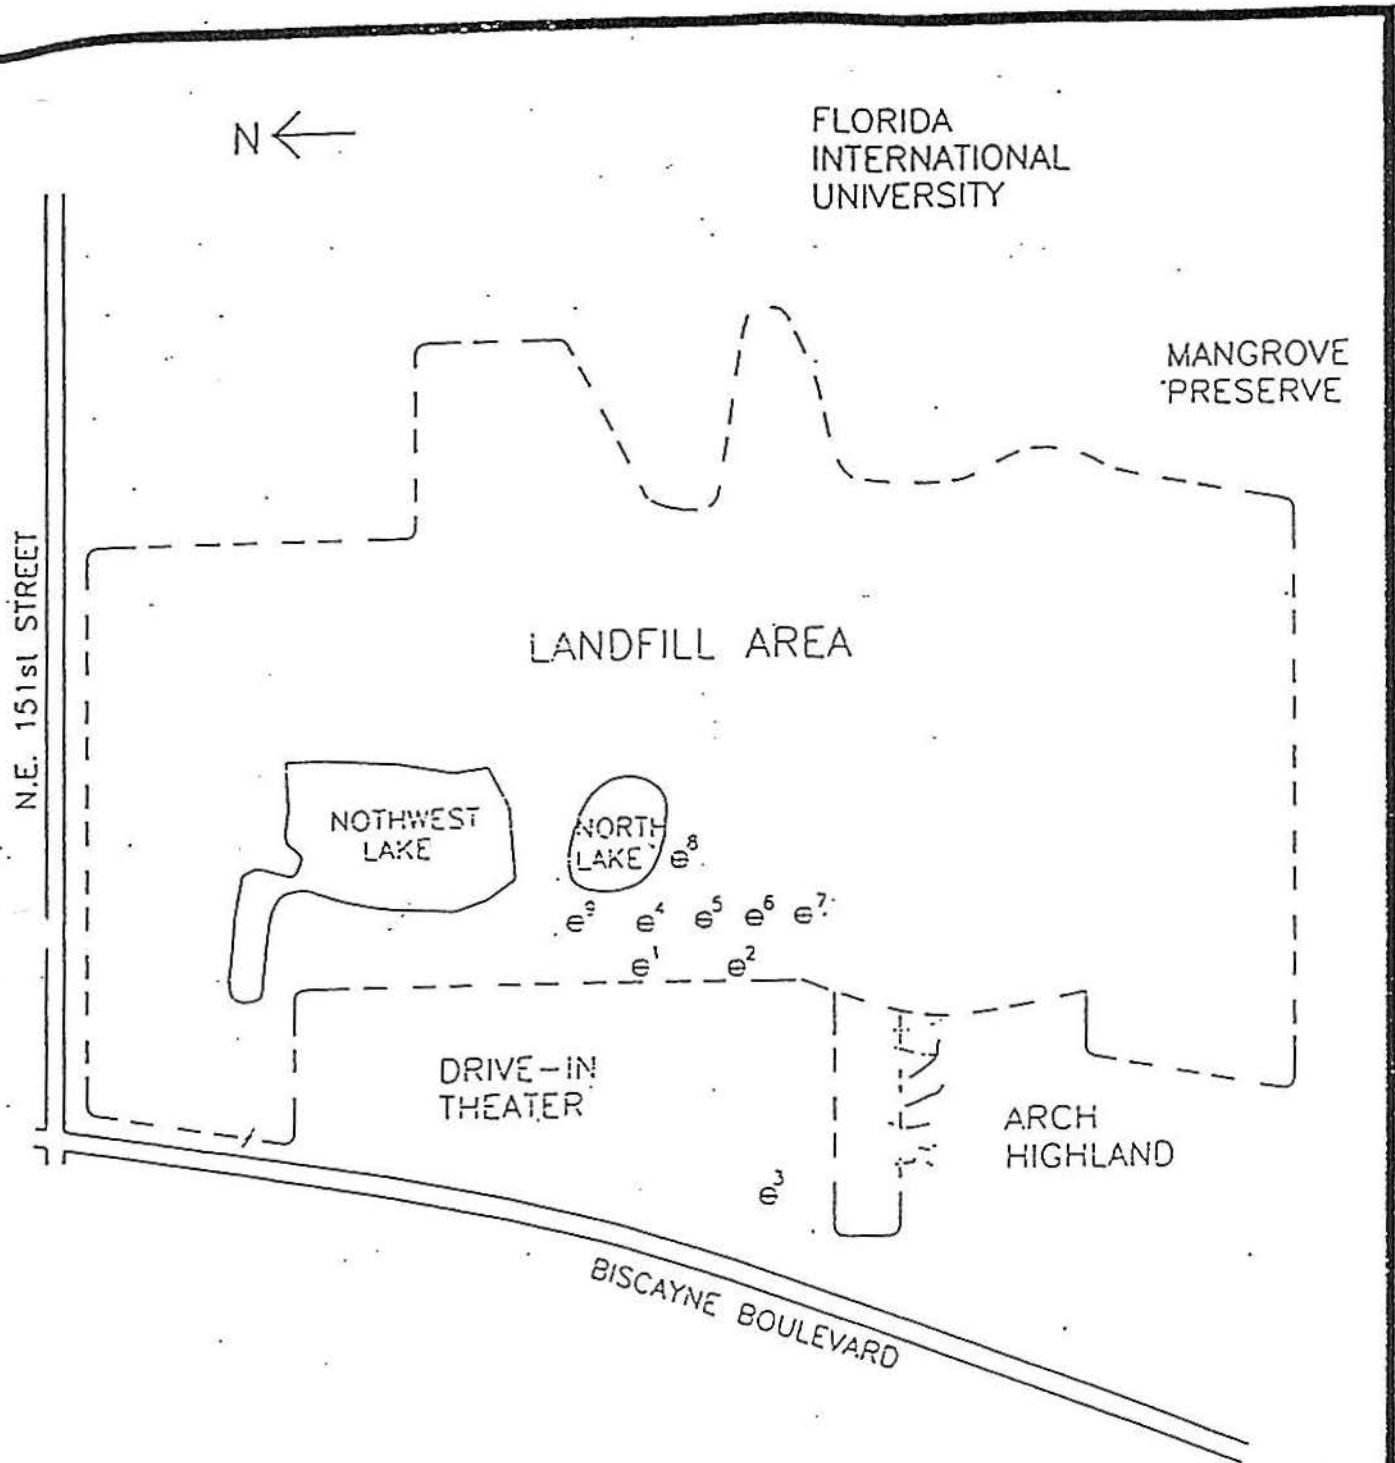 N
FLORIDA
INTERNATIONAL
UNIVERSITY
MANGROVE
PRESERVE
N.E. 151st STREET
LANDFILL AREA
NOTHWEST
LAKE
NORTH
LAKE
e8
e9 e4 e5 e6 e7
e1 e2
DRIVE-IN
THEATER
ARCH
HIGHLAND
e3
BISCAYNE BOULEVARD